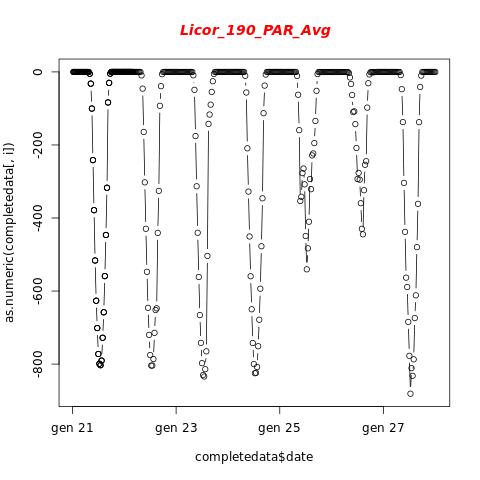 Licor_190_PAR_Avg
as.numeric(completedata[, i])
0
-200
-400
-600
-800
gen 21
gen 23
gen 25
gen 27
completedata$date